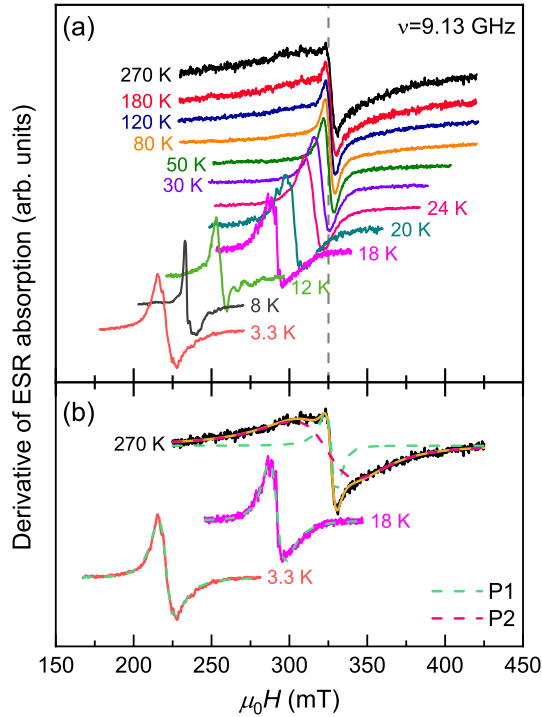 Derivative of ESR absorption (arb. units)
(a)
ν=9.13 GHz
270 K
180 K
120 K
80 K
50 K
30 K
24 K
20 K
18 K
12 K
8 K
3.3 K
(b)
270 K
18 K
3.3 K
P1
P2
150 200 250 300 350 400 450
μ₀H (mT)